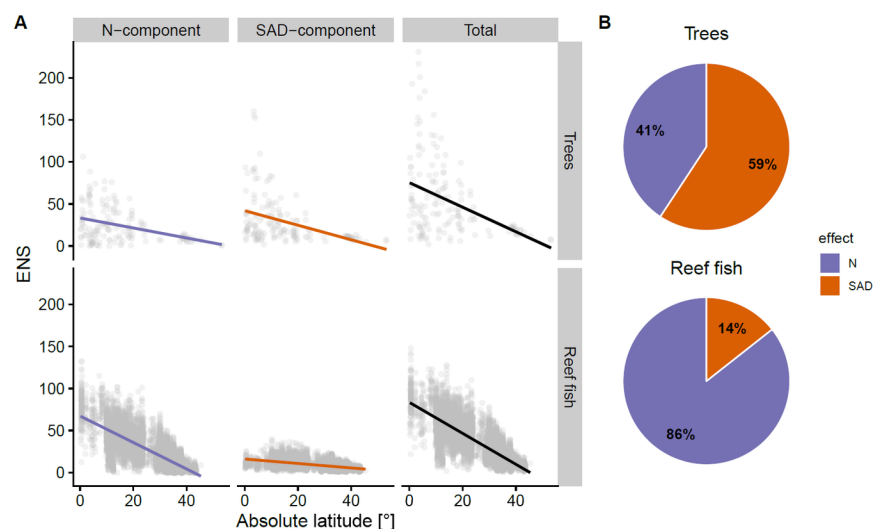 A
N−component
SAD−component
Total
200
150
100
50
0
Trees
200
150
100
50
0
Reef fish
ENS
0 20 40
0 20 40
0 20 40
Absolute latitude [°]
B
Trees
41%
59%
effect
N
SAD
Reef fish
14%
86%